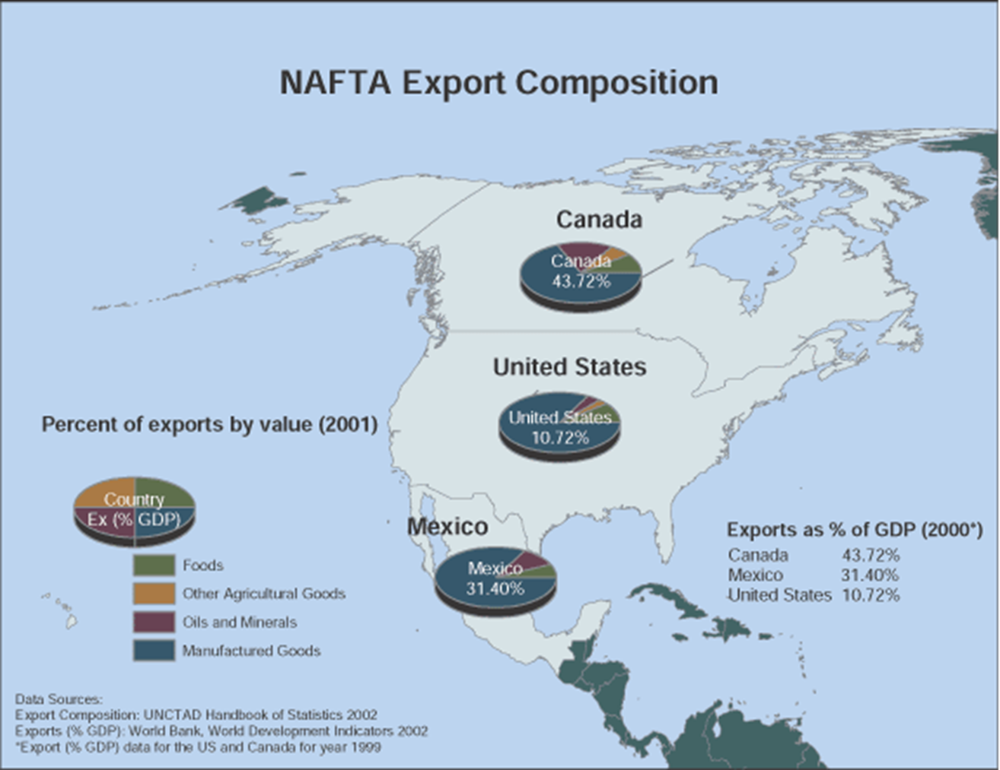 NAFTA Export Composition
Canada
Canada
43.72%
United States
United States
10.72%
Percent of exports by value (2001)
Country
Ex (% GDP)
Foods
Other Agricultural Goods
Oils and Minerals
Manufactured Goods
Mexico
Mexico
31.40%
Exports as % of GDP (2000*)
Canada 43.72%
Mexico 31.40%
United States 10.72%
Data Sources:
Export Composition: UNCTAD Handbook of Statistics 2002
Exports (% GDP): World Bank, World Development Indicators 2002
*Export (% GDP) data for the US and Canada for year 1999